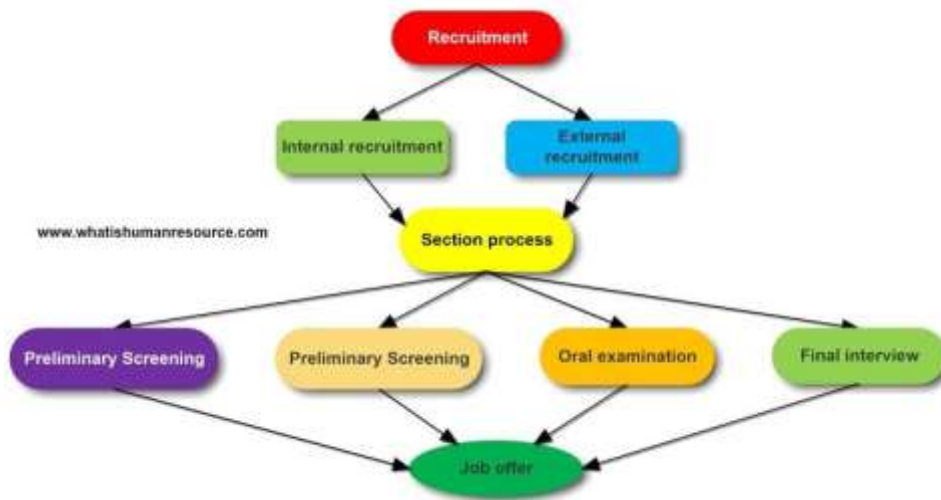 Recruitment
Internal recruitment
External
recruitment
www.whatishumanresource.com
Section process
Preliminary Screening
Preliminary Screening
Oral examination
Final interview
Job offer